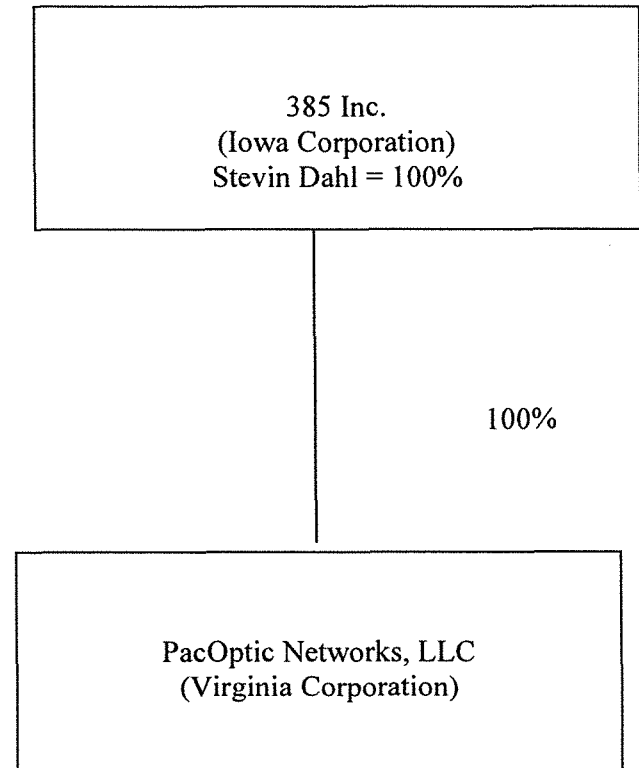 385 Inc.
(Iowa Corporation)
Stevin Dahl = 100%
100%
PacOptic Networks, LLC
(Virginia Corporation)